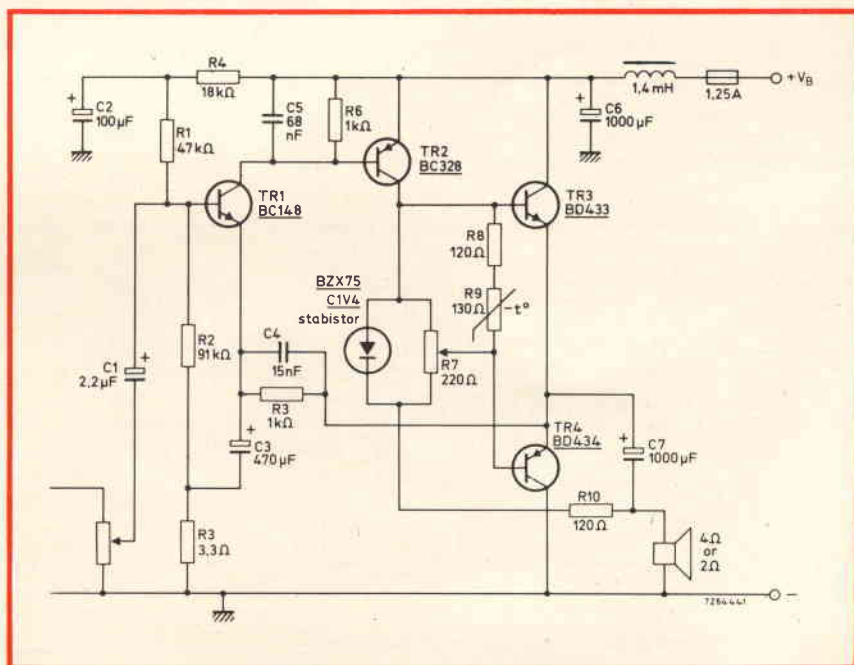 R4
18kΩ
+
C2
100µF
R1
47kΩ
C5
68
nF
R6
1kΩ
TR2
BC328
+
C6
1000µF
1,4mH
1,25A
+VB
TR1
BC148
TR3
BD433
R8
120Ω
BZX75
C1V4
stabistor
R9
130Ω
-t°
C1
2,2µF
+
R2
91kΩ
C4
15nF
R7
220Ω
R3
1kΩ
+
C3
470µF
TR4
BD434
+
C7
1000µF
R10
120Ω
R3
3,3Ω
4Ω
or
2Ω
7264441
−